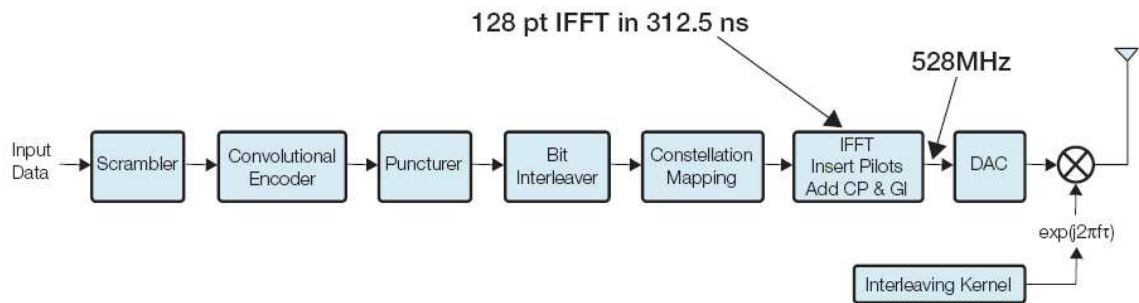 128 pt IFFT in 312.5 ns
528MHz
Input
Data
Scrambler
Convolutional
Encoder
Puncturer
Bit
Interleaver
Constellation
Mapping
IFFT
Insert Pilots
Add CP & GI
DAC
exp(j2πfτ)
Interleaving Kernel